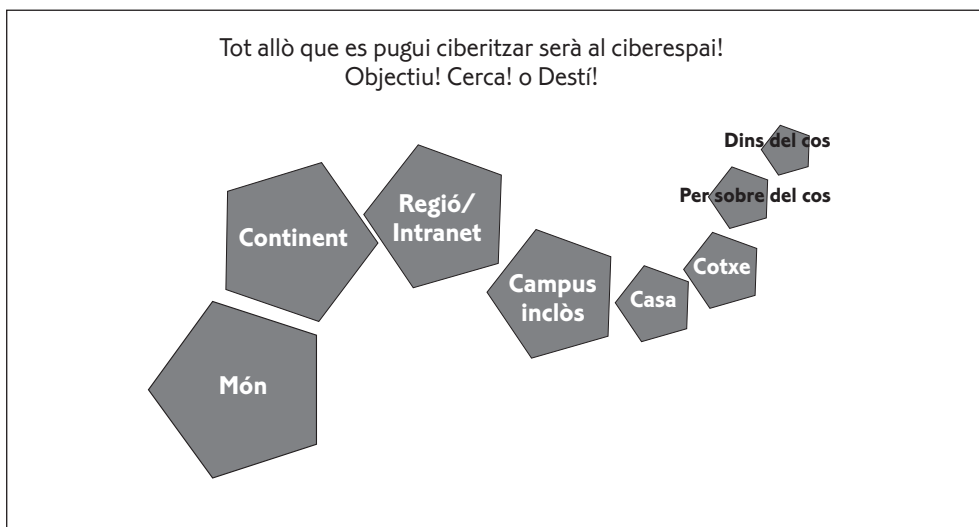 Tot allò que es pugui ciberitzar serà al ciberespai!
Objectiu! Cerca! o Destí!
Dins del cos
Per sobre del cos
Regió/
Intranet
Continent
Cotxe
Campus
inclòs
Casa
Món